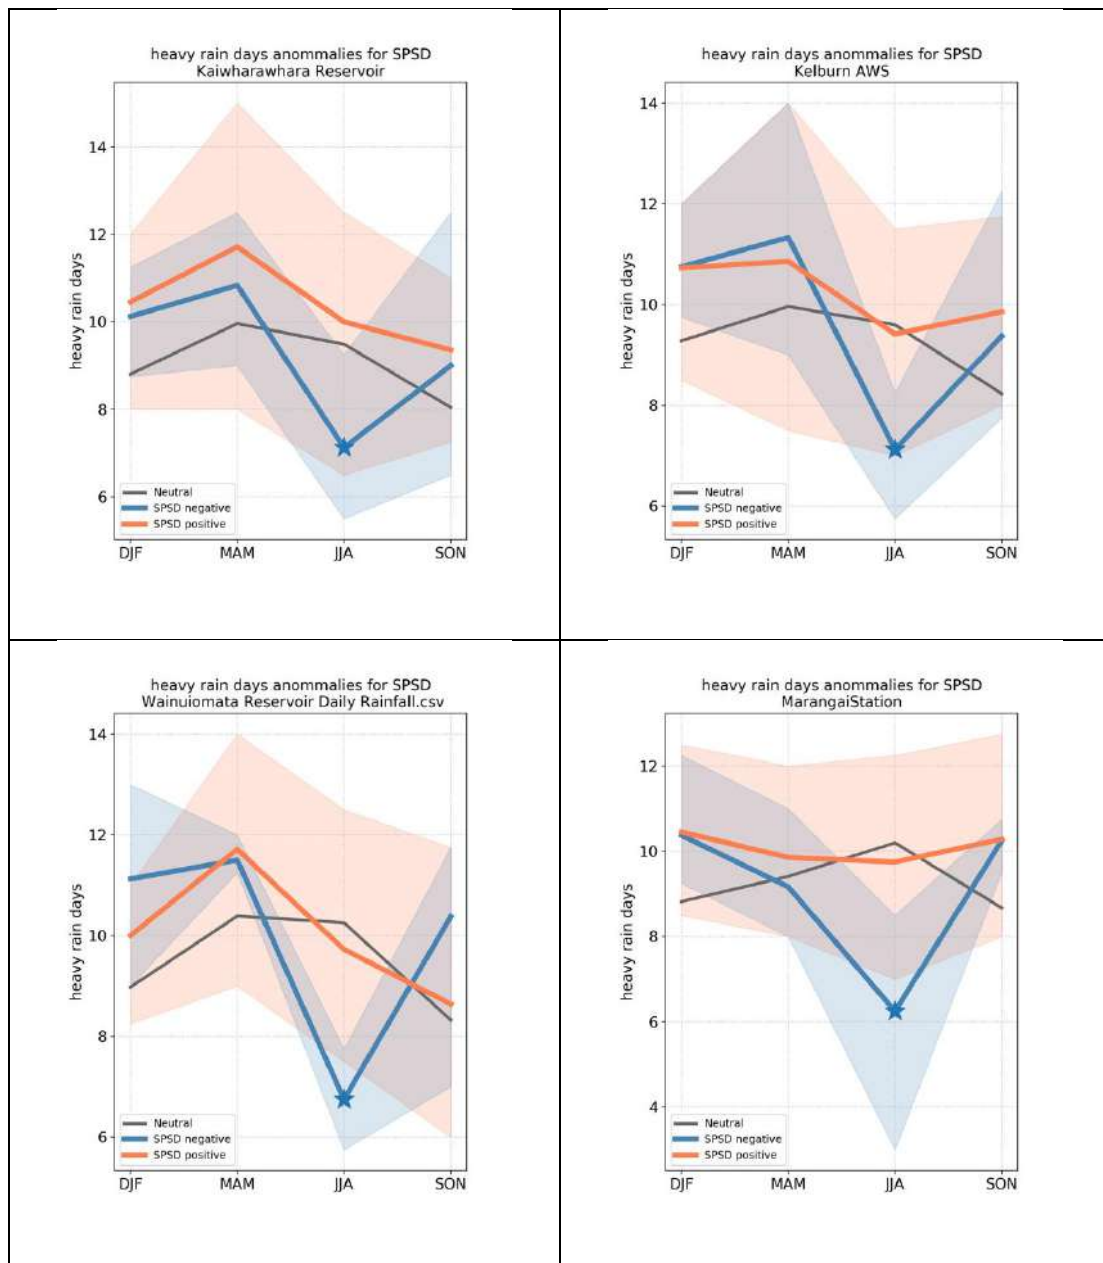 heavy rain days anommalies for SPSD
Kaiwharawhara Reservoir
heavy rain days
14
12
10
8
6
Neutral
SPSD negative
SPSD positive
DJF MAM JJA SON
heavy rain days anommalies for SPSD
Kelburn AWS
heavy rain days
14
12
10
8
6
Neutral
SPSD negative
SPSD positive
DJF MAM JJA SON
heavy rain days anommalies for SPSD
Wainuiomata Reservoir Daily Rainfall.csv
heavy rain days
14
12
10
8
6
Neutral
SPSD negative
SPSD positive
DJF MAM JJA SON
heavy rain days anommalies for SPSD
MarangaiStation
heavy rain days
12
10
8
6
4
Neutral
SPSD negative
SPSD positive
DJF MAM JJA SON